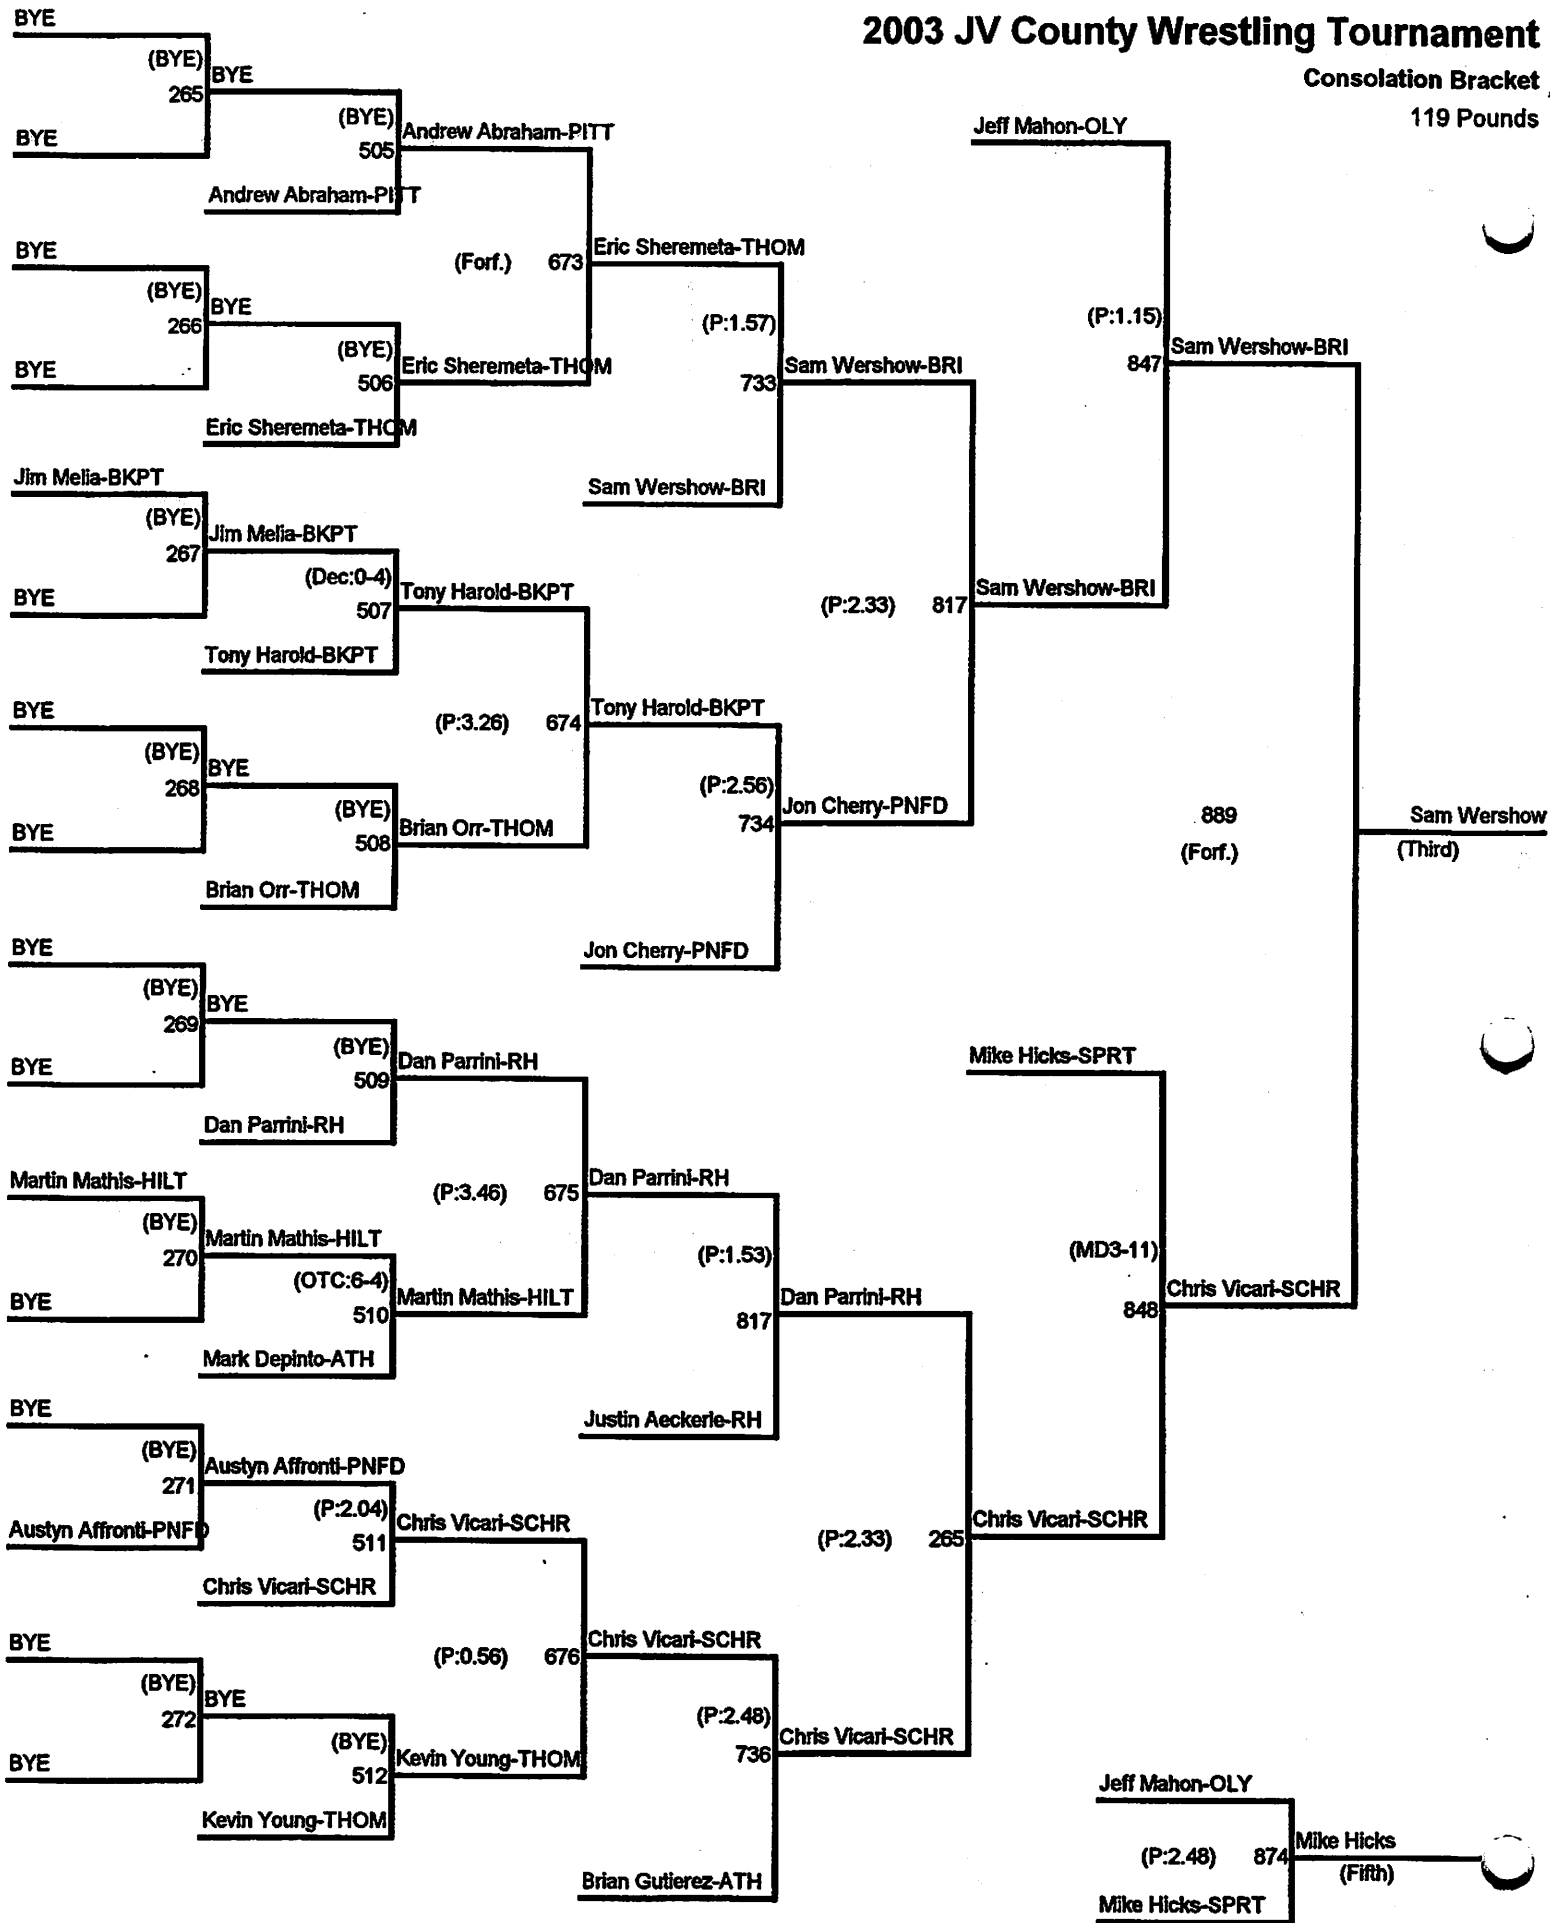 2003 JV County Wrestling Tournament
Consolation Bracket
119 Pounds
BYE
(BYE)
265
BYE
BYE
(BYE)
505
Andrew Abraham-PITT
Andrew Abraham-PITT
BYE
(BYE)
266
BYE
BYE
(BYE)
506
Eric Sheremeta-THOM
Eric Sheremeta-THOM
(Forf.) 673
Eric Sheremeta-THOM
(P:1.57)
733
Sam Wershow-BRI
Sam Wershow-BRI
Jim Melia-BKPT
(BYE)
267
Jim Melia-BKPT
BYE
(Dec:0-4)
507
Tony Harold-BKPT
Tony Harold-BKPT
BYE
(BYE)
268
BYE
BYE
(BYE)
508
Brian Orr-THOM
Brian Orr-THOM
(P:3.26) 674
Tony Harold-BKPT
(P:2.56)
734
Jon Cherry-PNFD
Jon Cherry-PNFD
(P:2.33) 817
Sam Wershow-BRI
Jeff Mahon-OLY
(P:1.15)
847
Sam Wershow-BRI
889
(Forf.)
Sam Wershow
(Third)
BYE
(BYE)
269
BYE
BYE
(BYE)
509
Dan Parrini-RH
Dan Parrini-RH
Martin Mathis-HILT
(BYE)
270
Martin Mathis-HILT
BYE
(OTC:6-4)
510
Martin Mathis-HILT
Mark Depinto-ATH
(P:3.46) 675
Dan Parrini-RH
(P:1.53)
817
Dan Parrini-RH
Justin Aeckerle-RH
BYE
(BYE)
271
Austyn Affronti-PNFD
Austyn Affronti-PNFD
(P:2.04)
511
Chris Vicari-SCHR
Chris Vicari-SCHR
BYE
(BYE)
272
BYE
BYE
(BYE)
512
Kevin Young-THOM
Kevin Young-THOM
(P:0.56) 676
Chris Vicari-SCHR
(P:2.48)
736
Chris Vicari-SCHR
Brian Gutierez-ATH
(P:2.33) 265
Chris Vicari-SCHR
Mike Hicks-SPRT
(MD3-11)
848
Chris Vicari-SCHR
Jeff Mahon-OLY
(P:2.48) 874
Mike Hicks
(Fifth)
Mike Hicks-SPRT